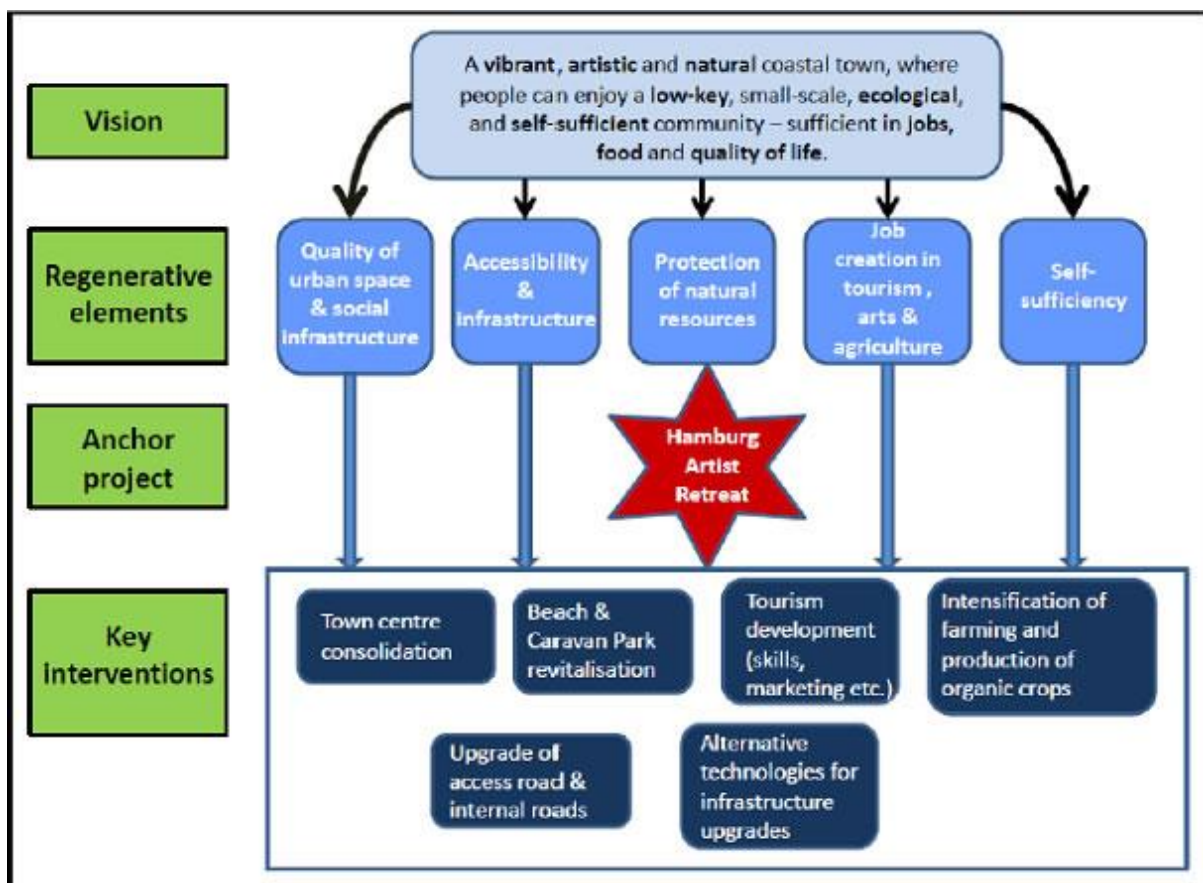 Vision
A vibrant, artistic and natural coastal town, where
people can enjoy a low-key, small-scale, ecological,
and self-sufficient community – sufficient in jobs,
food and quality of life.
Regenerative
elements
Quality of
urban space
& social
infrastructure
Accessibility
&
infrastructure
Protection
of natural
resources
Job
creation in
tourism ,
arts &
agriculture
Self-
sufficiency
Anchor
project
Hamburg
Artist
Retreat
Key
interventions
Town centre
consolidation
Beach &
Caravan Park
revitalisation
Tourism
development
(skills,
marketing etc.)
Intensification of
farming and
production of
organic crops
Upgrade of
access road &
internal roads
Alternative
technologies for
infrastructure
upgrades